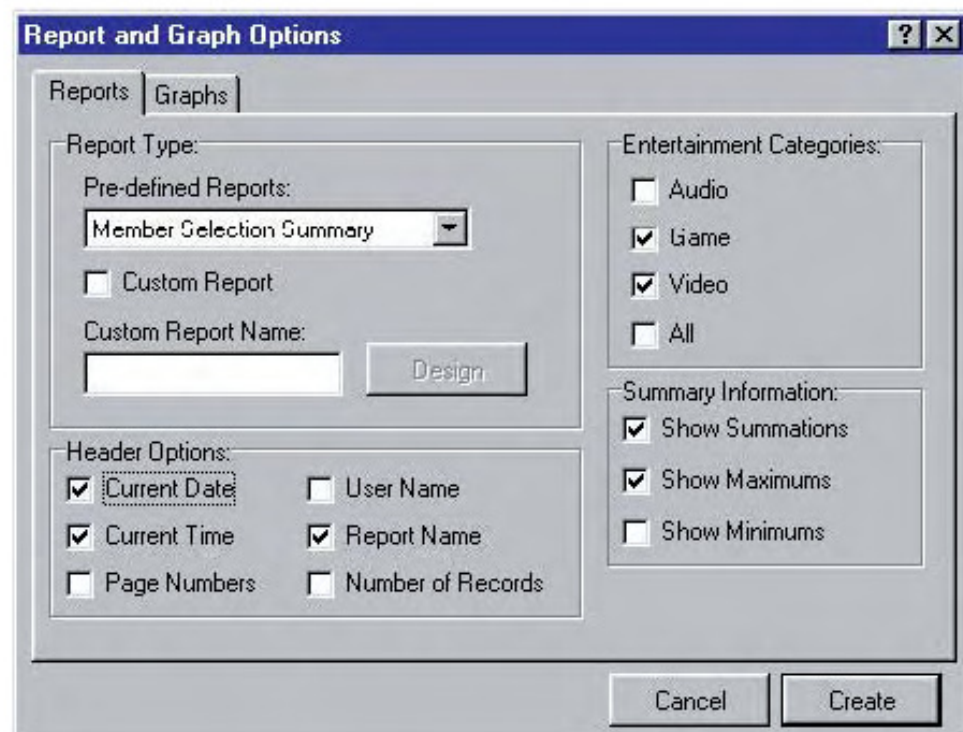 Report and Graph Options
Reports
Graphs
Report Type:
Pre-defined Reports:
Member Selection Summary
Custom Report
Custom Report Name:
Design
Header Options:
Current Date
User Name
Current Time
Report Name
Page Numbers
Number of Records
Entertainment Categories:
Audio
Game
Video
All
Summary Information:
Show Summations
Show Maximums
Show Minimums
Cancel
Create